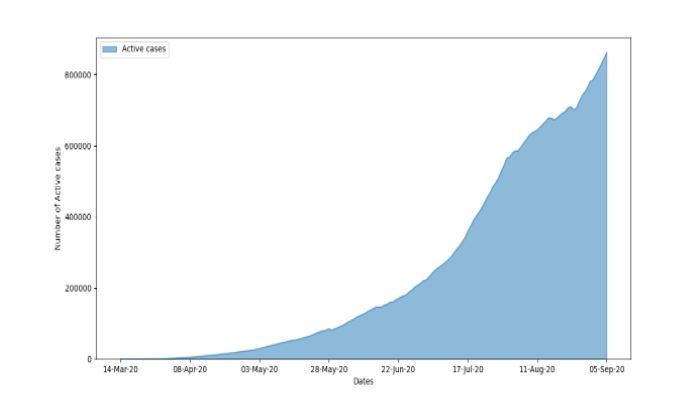 Active cases
800000
600000
400000
200000
0
Number of Active cases
14-Mar-20 08-Apr-20 03-May-20 28-May-20 22-Jun-20 17-Jul-20 11-Aug-20 05-Sep-20
Dates